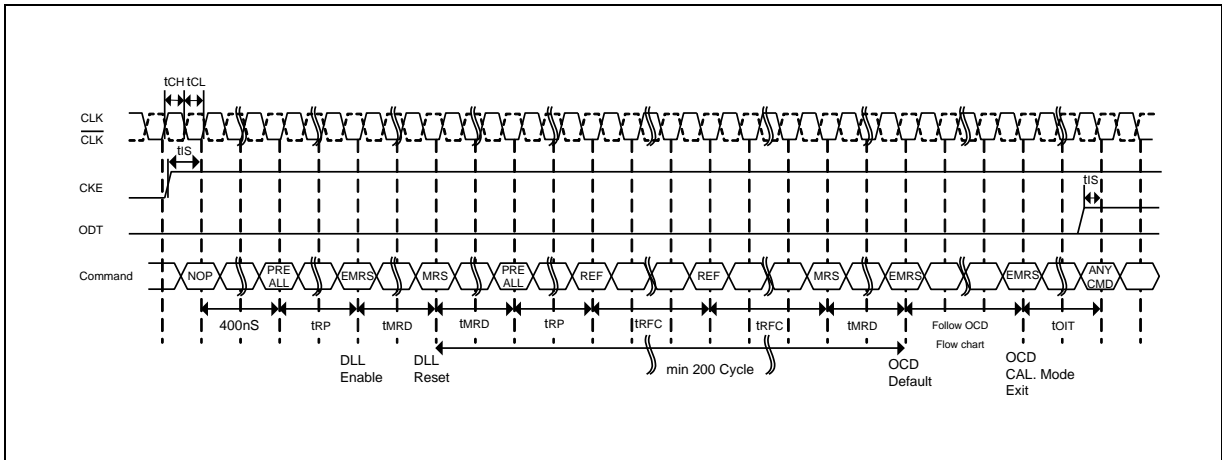 tCH tCL
CLK
CLK
tIS
CKE
tIS
ODT
Command NOP PRE ALL EMRS MRS PRE ALL REF REF MRS EMRS EMRS ANY CMD
400nS tRP tMRD tMRD tRP tRFC tRFC tMRD Follow OCD Flow chart tOIT
DLL Enable
DLL Reset
min 200 Cycle
OCD Default
OCD CAL. Mode Exit